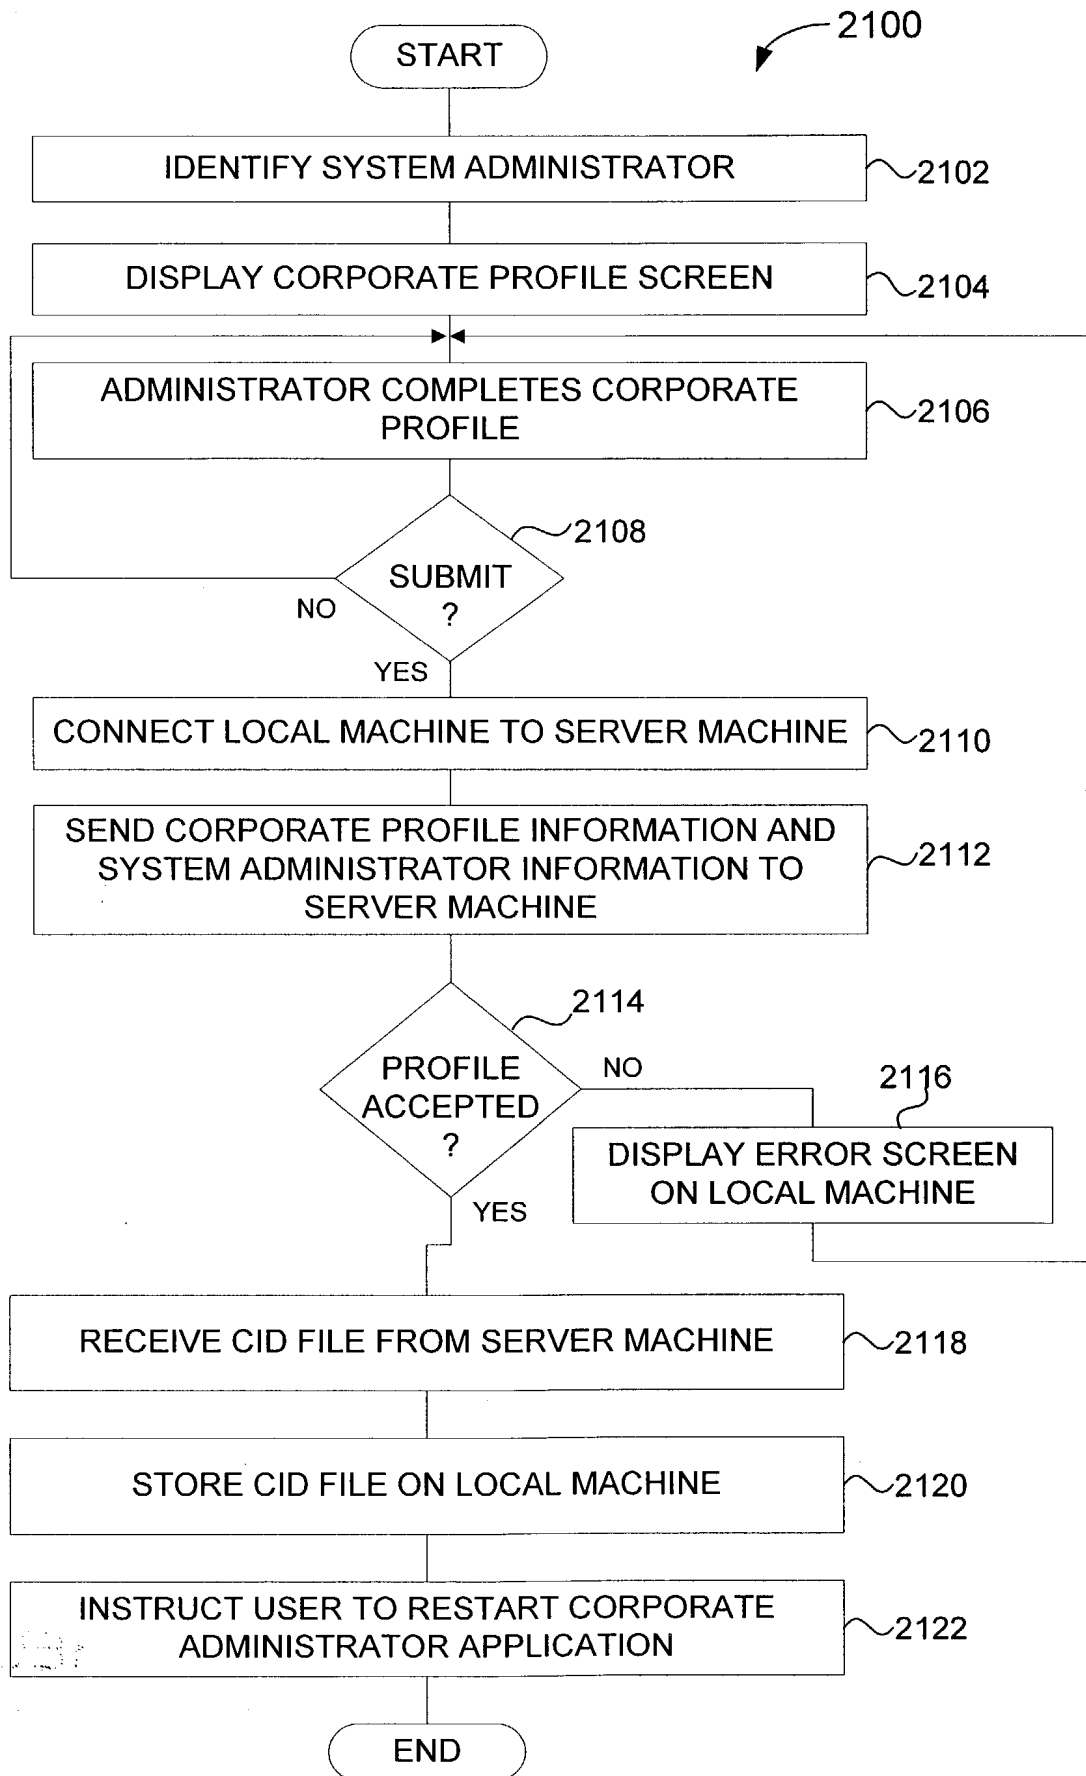 2100
START
IDENTIFY SYSTEM ADMINISTRATOR
2102
DISPLAY CORPORATE PROFILE SCREEN
2104
ADMINISTRATOR COMPLETES CORPORATE
PROFILE
2106
2108
SUBMIT
?
NO
YES
CONNECT LOCAL MACHINE TO SERVER MACHINE
2110
SEND CORPORATE PROFILE INFORMATION AND
SYSTEM ADMINISTRATOR INFORMATION TO
SERVER MACHINE
2112
2114
PROFILE
ACCEPTED
?
NO
YES
2116
DISPLAY ERROR SCREEN
ON LOCAL MACHINE
RECEIVE CID FILE FROM SERVER MACHINE
2118
STORE CID FILE ON LOCAL MACHINE
2120
INSTRUCT USER TO RESTART CORPORATE
ADMINISTRATOR APPLICATION
2122
END